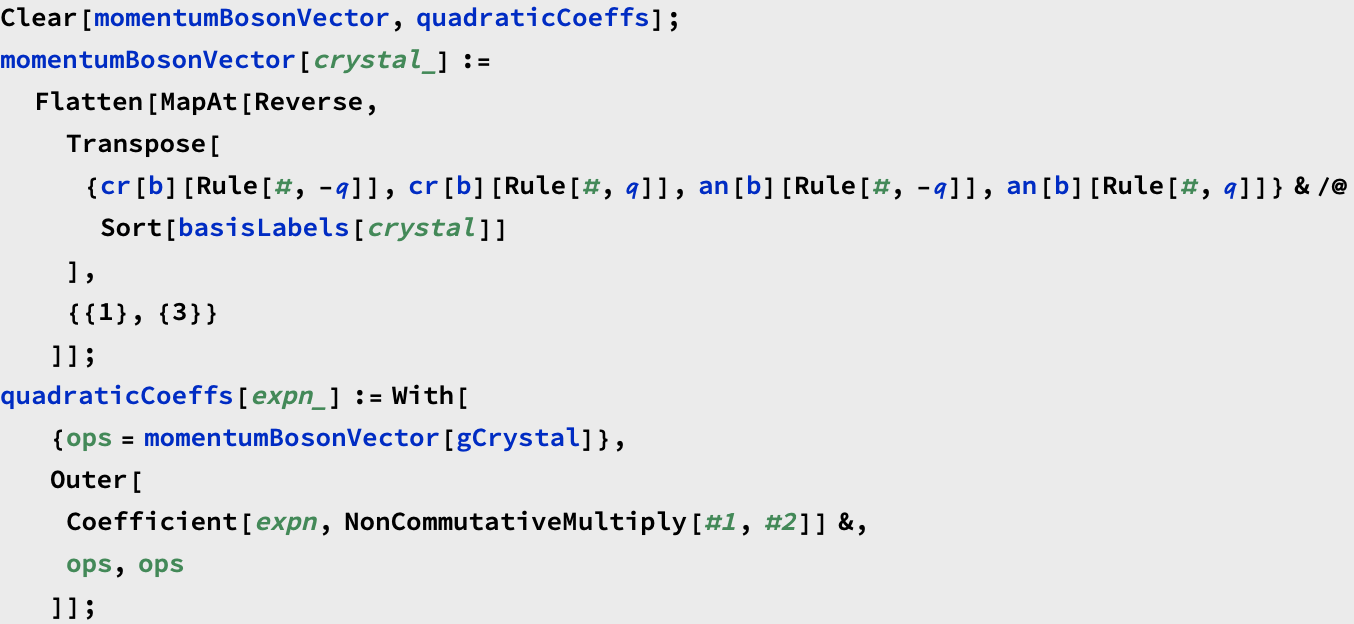 Clear[momentumBosonVector, quadraticCoeffs];
momentumBosonVector[crystal_] :=
Flatten[MapAt[Reverse,
Transpose[
{cr[b][Rule[#, -q]], cr[b][Rule[#, q]], an[b][Rule[#, -q]], an[b][Rule[#, q]]} & /@
Sort[basisLabels[crystal]]
],
{{1}, {3}}
]];
quadraticCoeffs[expn_] := With[
{ops = momentumBosonVector[gCrystal]},
Outer[
Coefficient[expn, NonCommutativeMultiply[#1, #2]] &,
ops, ops
]];